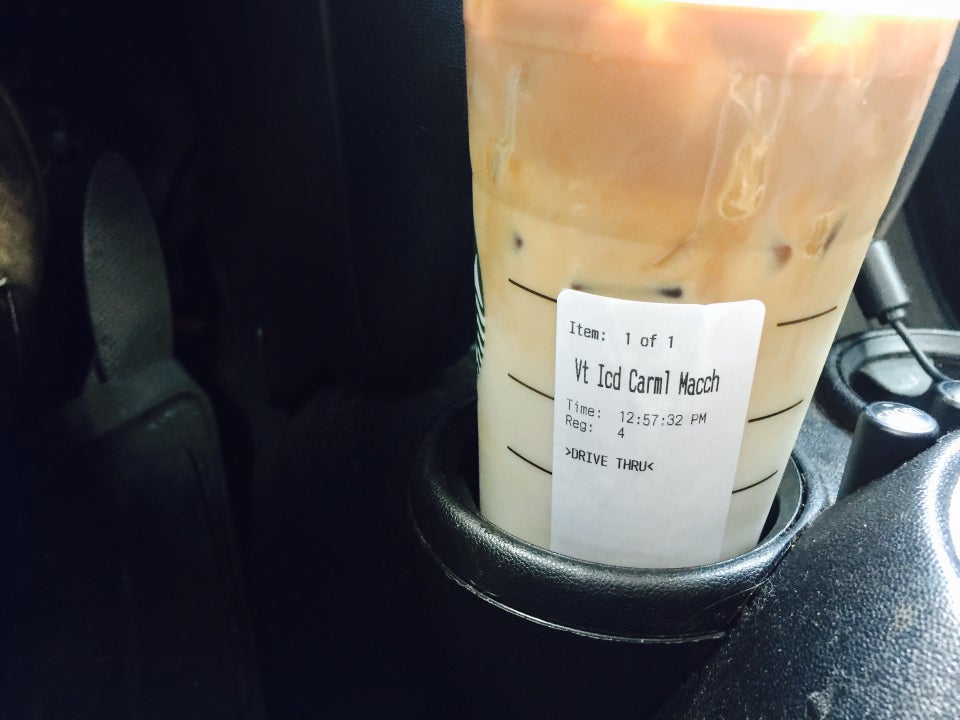 Item: 1 of 1
Vt Icd Carml Macch
Time: 12:57:32 PM
Reg: 4
>DRIVE THRU<